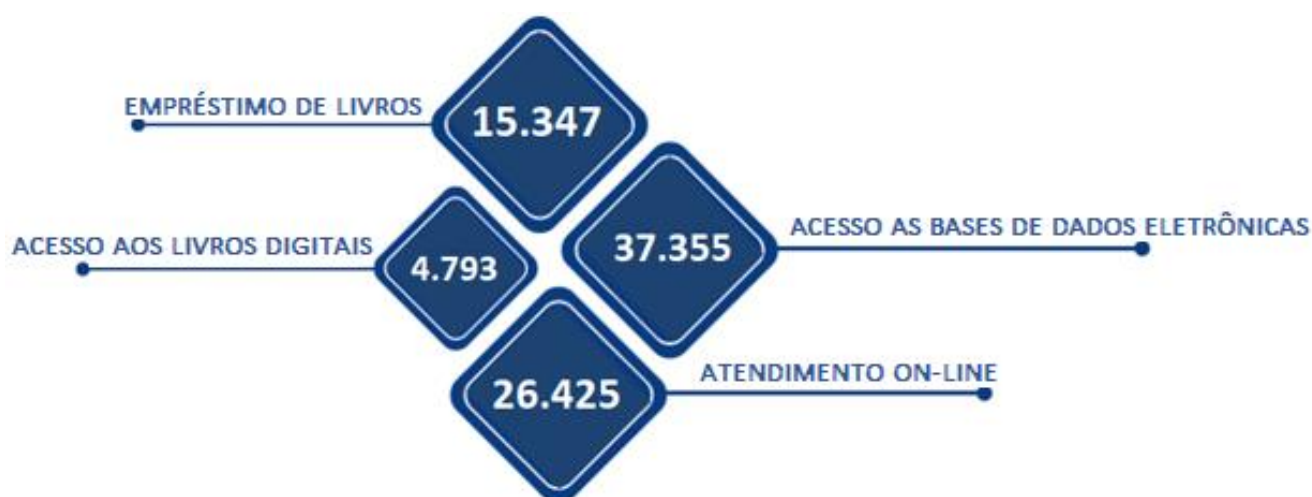 EMPRÉSTIMO DE LIVROS
15.347
ACESSO AS BASES DE DADOS ELETRÔNICAS
37.355
ACESSO AOS LIVROS DIGITAIS
4.793
ATENDIMENTO ON-LINE
26.425